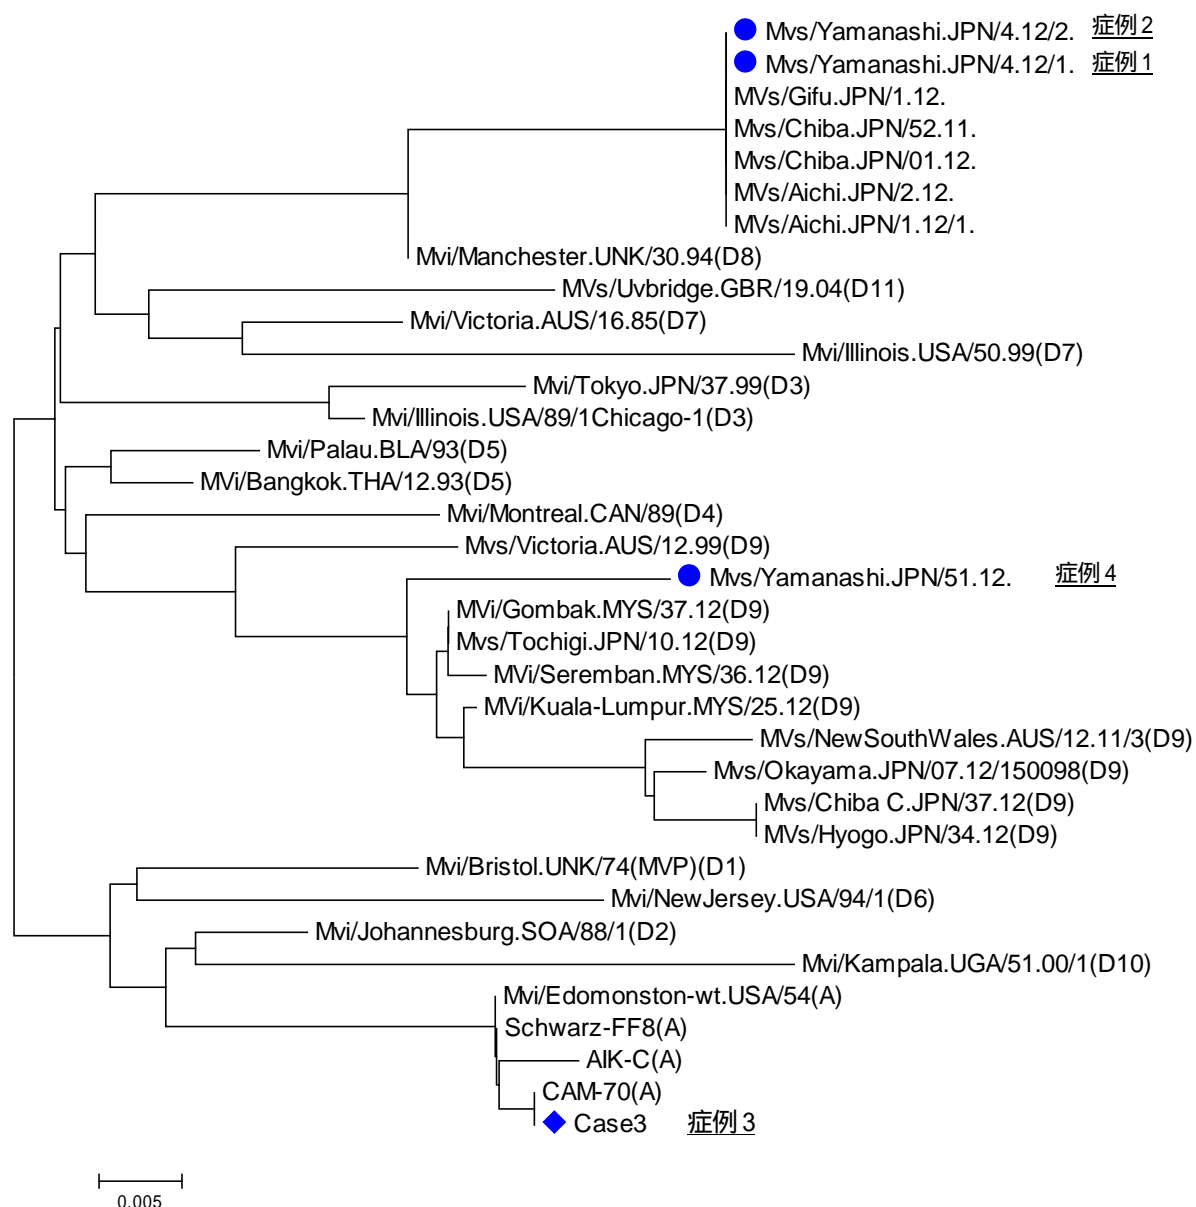 Mvs/Yamanashi.JPN/4.12/2. 症例 2
Mvs/Yamanashi.JPN/4.12/1. 症例 1
MVs/Gifu.JPN/1.12.
Mvs/Chiba.JPN/52.11.
Mvs/Chiba.JPN/01.12.
MVs/Aichi.JPN/2.12.
MVs/Aichi.JPN/1.12/1.
Mvi/Manchester.UNK/30.94(D8)
MVs/Uvbridge.GBR/19.04(D11)
Mvi/Victoria.AUS/16.85(D7)
Mvi/Illinois.USA/50.99(D7)
Mvi/Tokyo.JPN/37.99(D3)
Mvi/Illinois.USA/89/1Chicago-1(D3)
Mvi/Palau.BLA/93(D5)
MVi/Bangkok.THA/12.93(D5)
Mvi/Montreal.CAN/89(D4)
Mvs/Victoria.AUS/12.99(D9)
Mvs/Yamanashi.JPN/51.12. 症例 4
MVi/Gombak.MYS/37.12(D9)
Mvs/Tochigi.JPN/10.12(D9)
MVi/Seremban.MYS/36.12(D9)
MVi/Kuala-Lumpur.MYS/25.12(D9)
MVs/NewSouthWales.AUS/12.11/3(D9)
Mvs/Okayama.JPN/07.12/150098(D9)
Mvs/Chiba C.JPN/37.12(D9)
MVs/Hyogo.JPN/34.12(D9)
Mvi/Bristol.UNK/74(MVP)(D1)
Mvi/NewJersey.USA/94/1(D6)
Mvi/Johannesburg.SOA/88/1(D2)
Mvi/Kampala.UGA/51.00/1(D10)
Mvi/Edomonston-wt.USA/54(A)
Schwarz-FF8(A)
AIK-C(A)
CAM-70(A)
Case3 症例 3
0.005